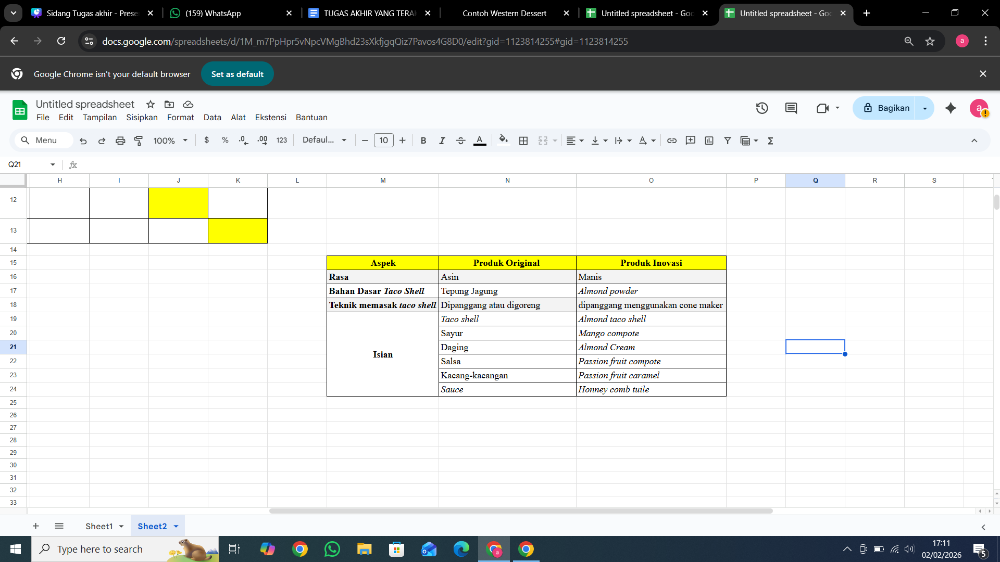 Sidang Tugas akhir - Prese
(159) WhatsApp
TUGAS AKHIR YANG TERA
Contoh Western Dessert
Untitled spreadsheet - Goo
Untitled spreadsheet - Goo
docs.google.com/spreadsheets/d/1M_m7PpHpr5vNpcVMgBhd23sXkfjgqQiz7Pavos4G8D0/edit?gid=1123814255#gid=1123814255
a
Google Chrome isn't your default browser
Set as default
Untitled spreadsheet
File Edit Tampilan Sisipkan Format Data Alat Ekstensi Bantuan
Bagikan
a
Menu 100% $ % .0 .00 123 Defaul... 10 B I S A
Q21 fx
H I J K L M N O P Q R S
12
13
14
15 Aspek Produk Original Produk Inovasi
16 Rasa Asin Manis
17 Bahan Dasar Taco Shell Tepung Jagung Almond powder
18 Teknik memasak taco shell Dipanggang atau digoreng dipanggang menggunakan cone maker
19 Taco shell Almond taco shell
20 Sayur Mango compote
21 Daging Almond Cream
Isian
22 Salsa Passion fruit compote
23 Kacang-kacangan Passion fruit caramel
24 Sauce Honney comb tuile
25
26
27
28
29
30
31
32
33
Sheet1 Sheet2
Type here to search
17:11
02/02/2026
5